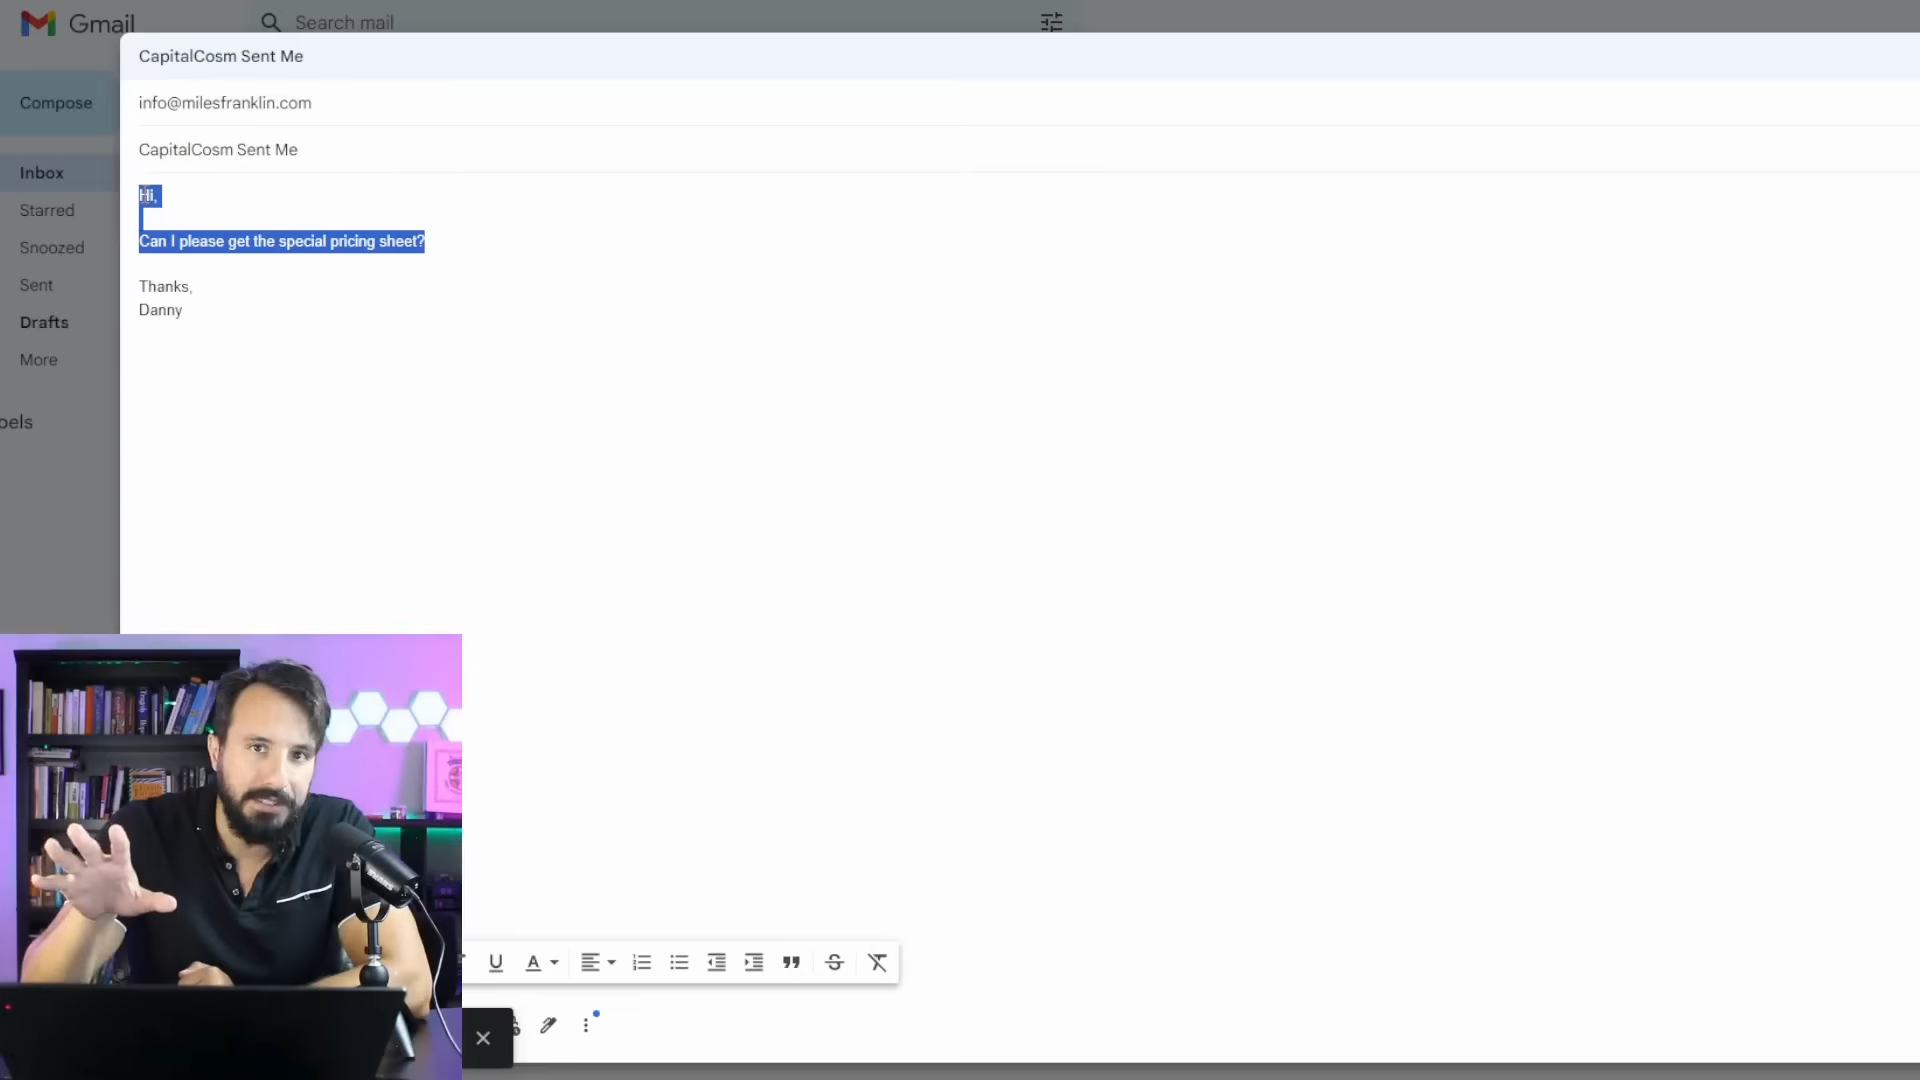 Gmail
Search mail
CapitalCosm Sent Me
Compose
info@milesfranklin.com
CapitalCosm Sent Me
Inbox
Hi,
Starred
Can I please get the special pricing sheet?
Snoozed
Sent
Thanks,
Danny
Drafts
More
bels